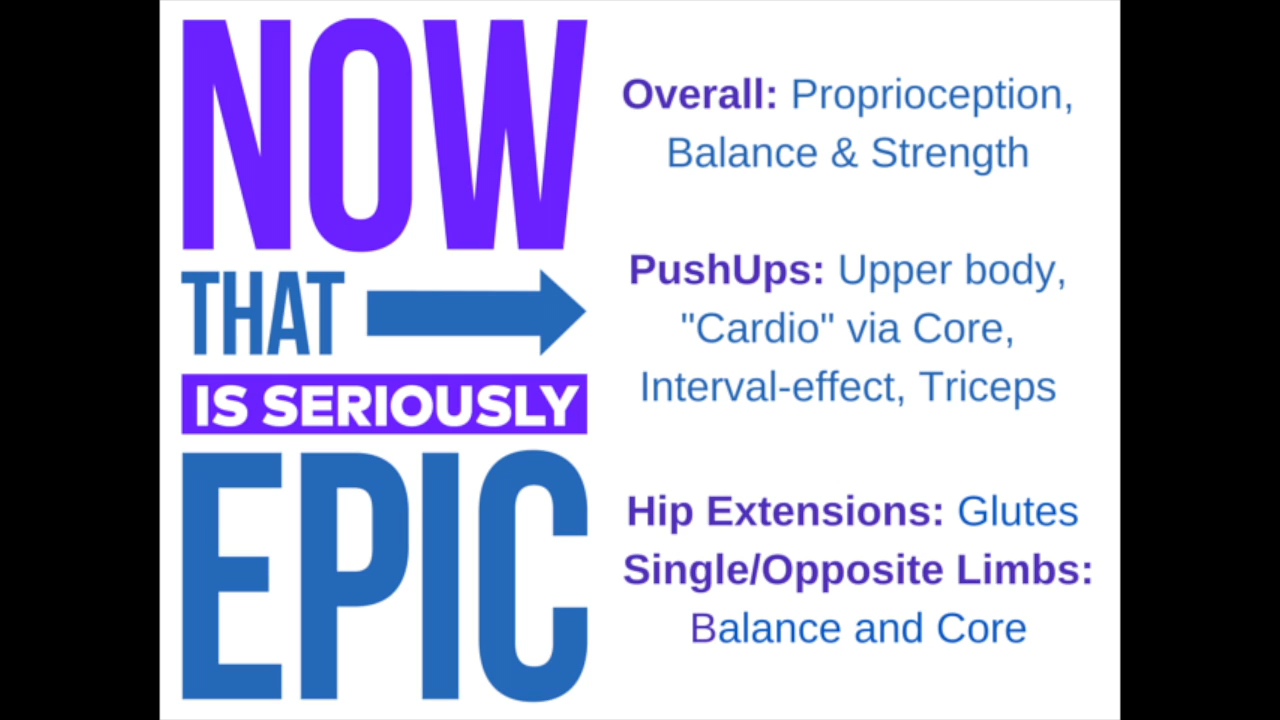 NOW
THAT
IS SERIOUSLY
EPIC
Overall: Proprioception,
Balance & Strength
PushUps: Upper body,
"Cardio" via Core,
Interval-effect, Triceps
Hip Extensions: Glutes
Single/Opposite Limbs:
Balance and Core